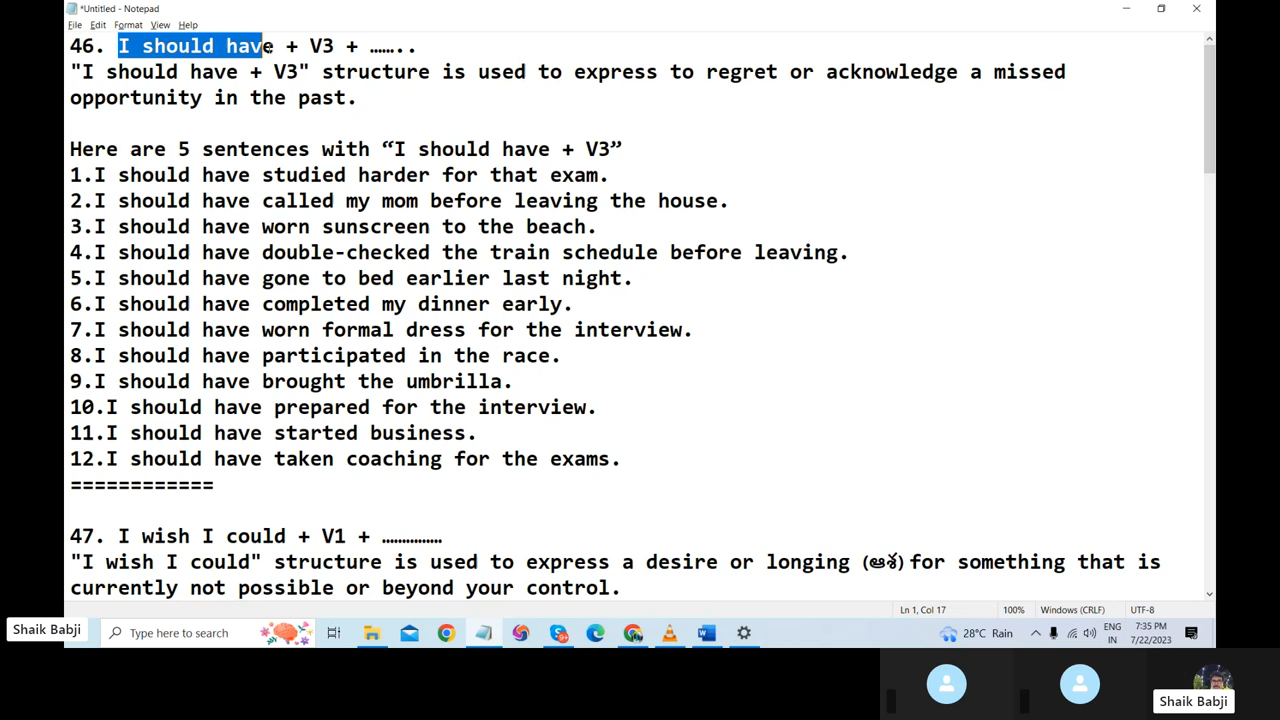 *Untitled - Notepad
File Edit Format View Help
46. I should have + V3 + ……..
"I should have + V3" structure is used to express to regret or acknowledge a missed
opportunity in the past.
Here are 5 sentences with “I should have + V3”
1.I should have studied harder for that exam.
2.I should have called my mom before leaving the house.
3.I should have worn sunscreen to the beach.
4.I should have double-checked the train schedule before leaving.
5.I should have gone to bed earlier last night.
6.I should have completed my dinner early.
7.I should have worn formal dress for the interview.
8.I should have participated in the race.
9.I should have brought the umbrilla.
10.I should have prepared for the interview.
11.I should have started business.
12.I should have taken coaching for the exams.
============
47. I wish I could + V1 + ……………
"I wish I could" structure is used to express a desire or longing (ఆశ) for something that is
currently not possible or beyond your control.
Ln 1, Col 17 100% Windows (CRLF) UTF-8
Shaik Babji
Type here to search
28°C Rain
ENG
IN
7:35 PM
7/22/2023
Shaik Babji